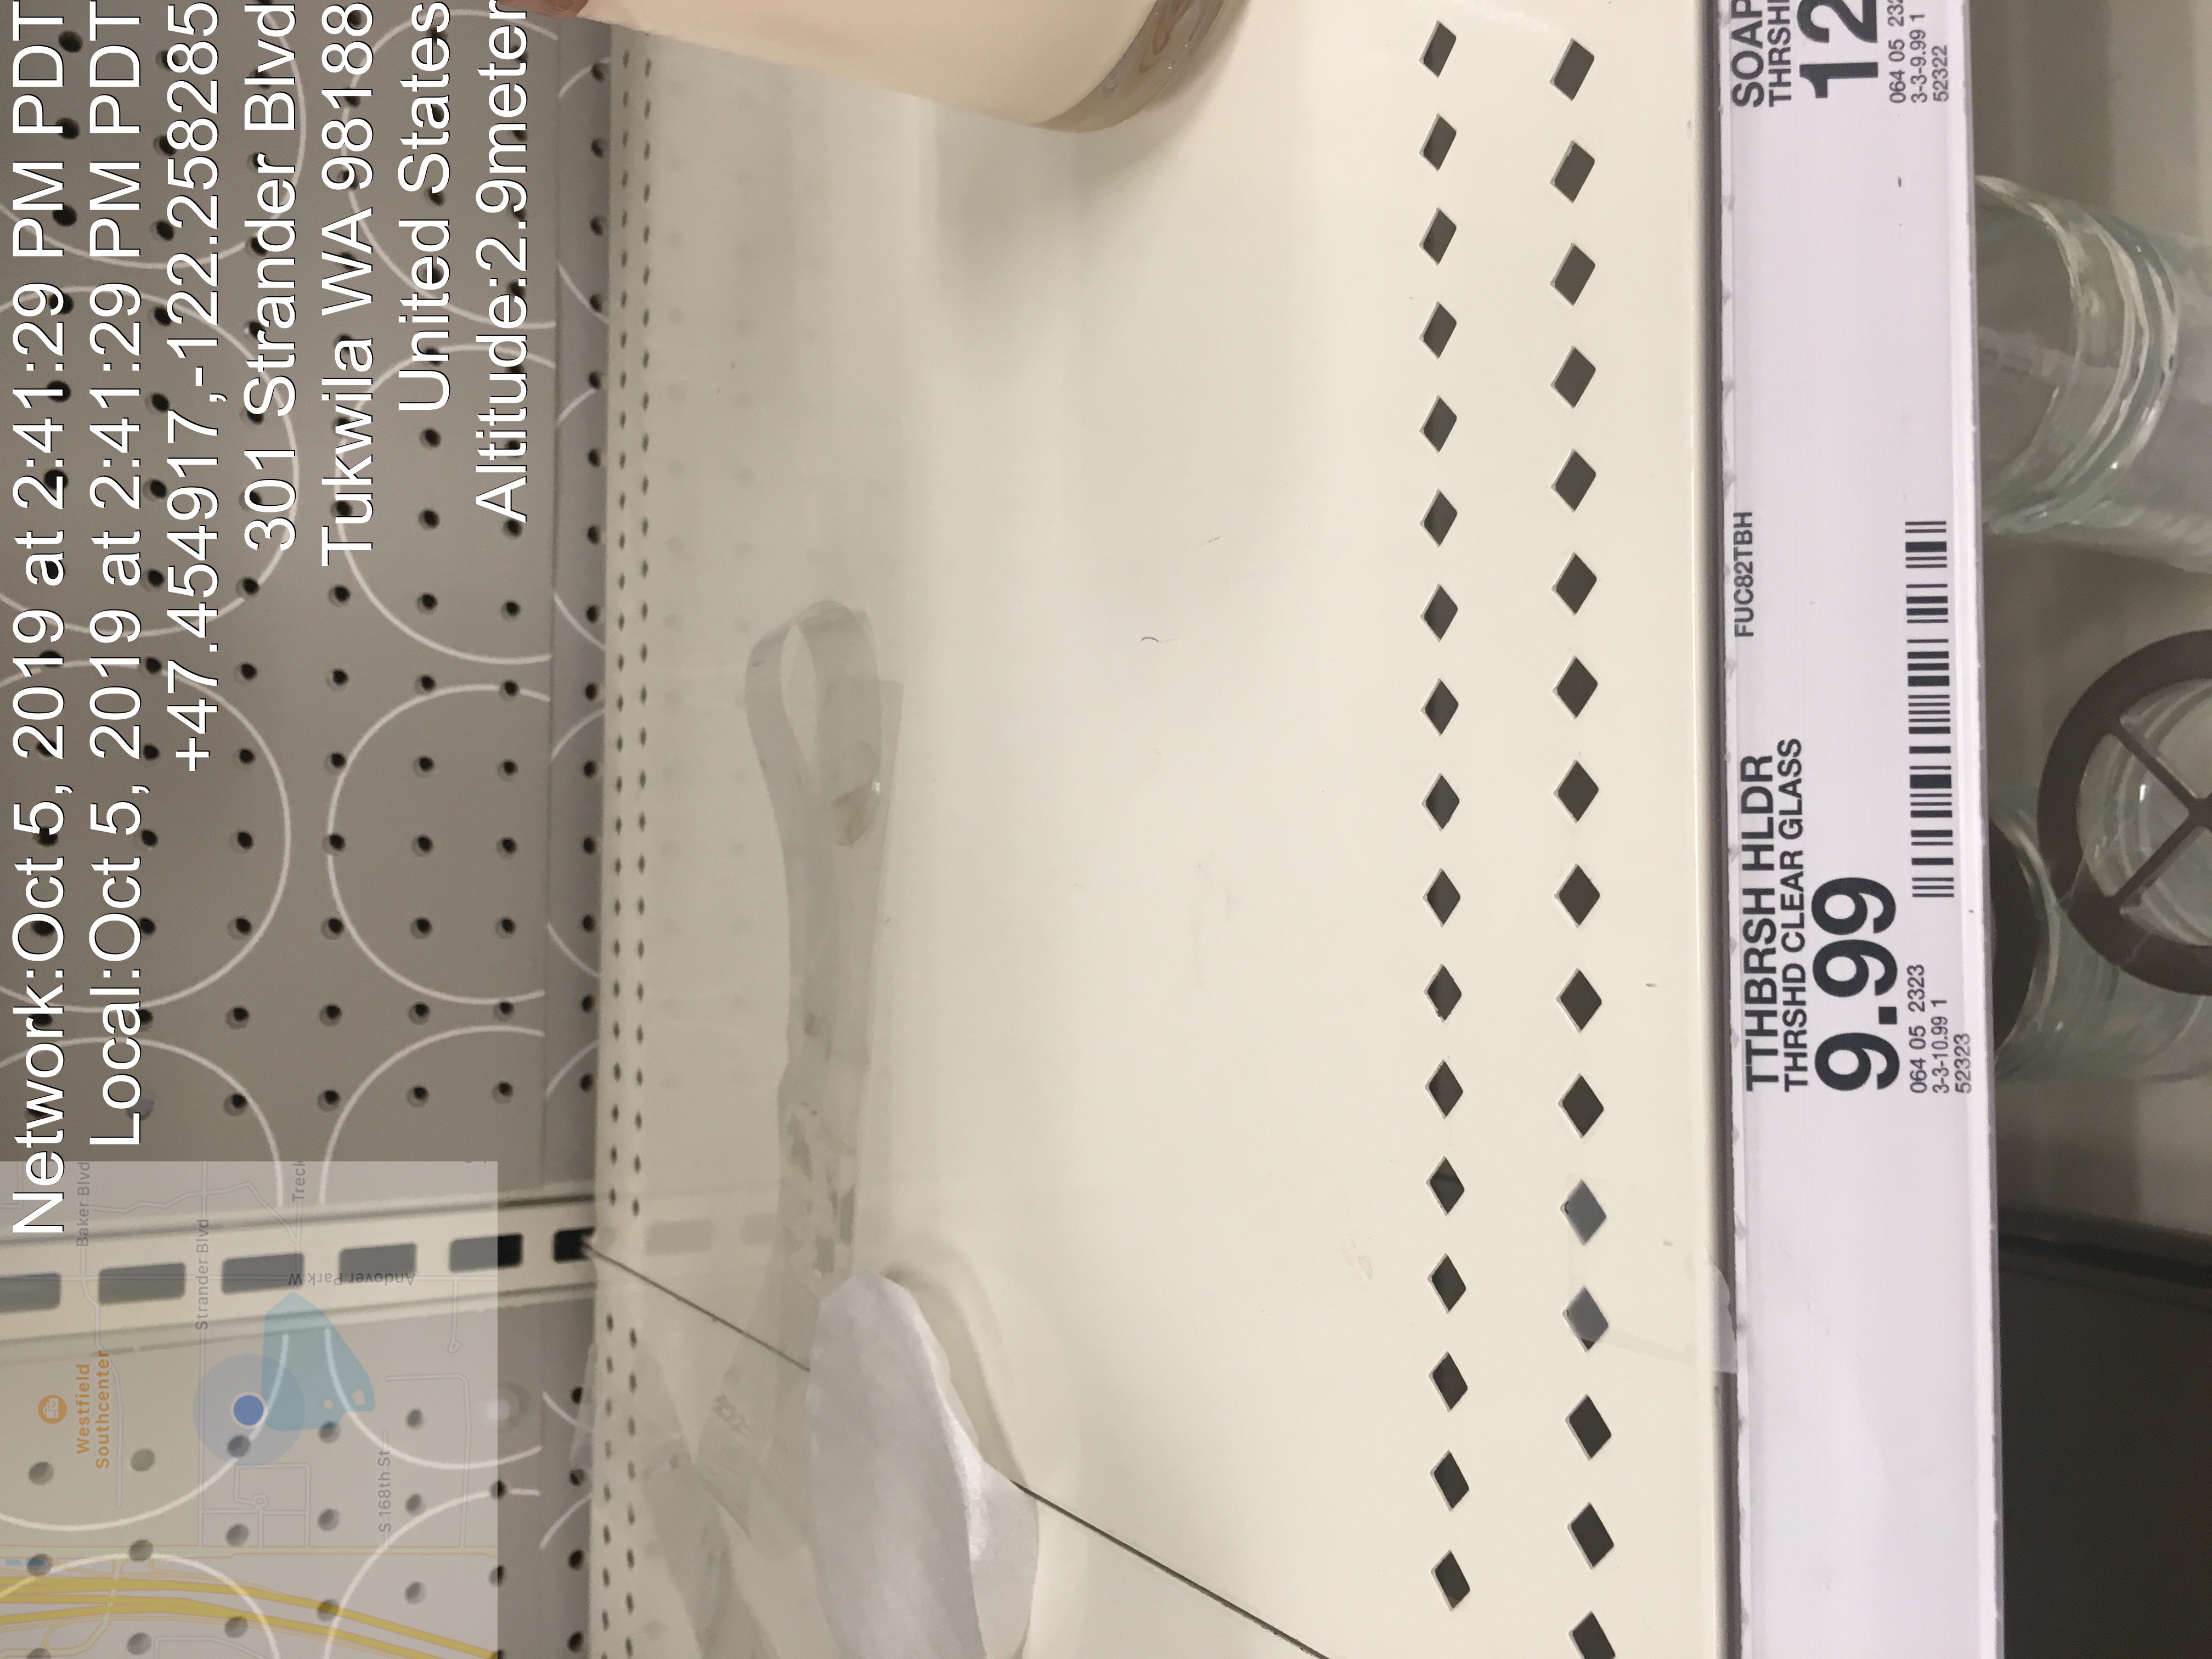 Network:Oct 5, 2019 at 2:41:29 PM PDT
Local:Oct 5, 2019 at 2:41:29 PM PDT
+47.454917,-122.258285
301 Strander Blvd
Tukwila WA 98188
United States
Altitude:2.9meter
Westfield
Southcenter
Baker Blvd
Strander Blvd
Treck
Andover Park W
S 168th St
TTHBRSH HLDR
FUC82TBH
THRSHD CLEAR GLASS
9.99
064 05 2323
3-3-10.99 1
52323
SOAP
THRSH
12
064 05 232
3-3-9.99 1
52322